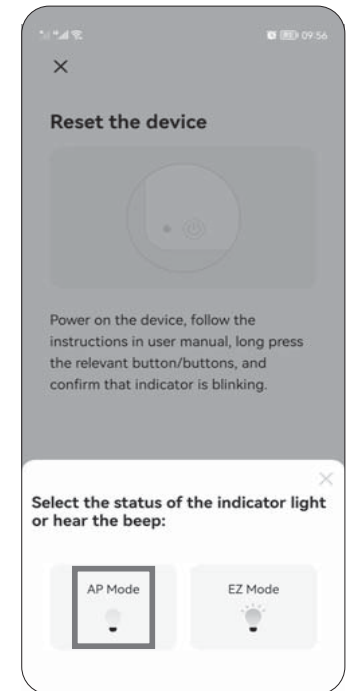 09:56
Reset the device
Power on the device, follow the
instructions in user manual, long press
the relevant button/buttons, and
confirm that indicator is blinking.
Select the status of the indicator light
or hear the beep:
AP Mode
EZ Mode